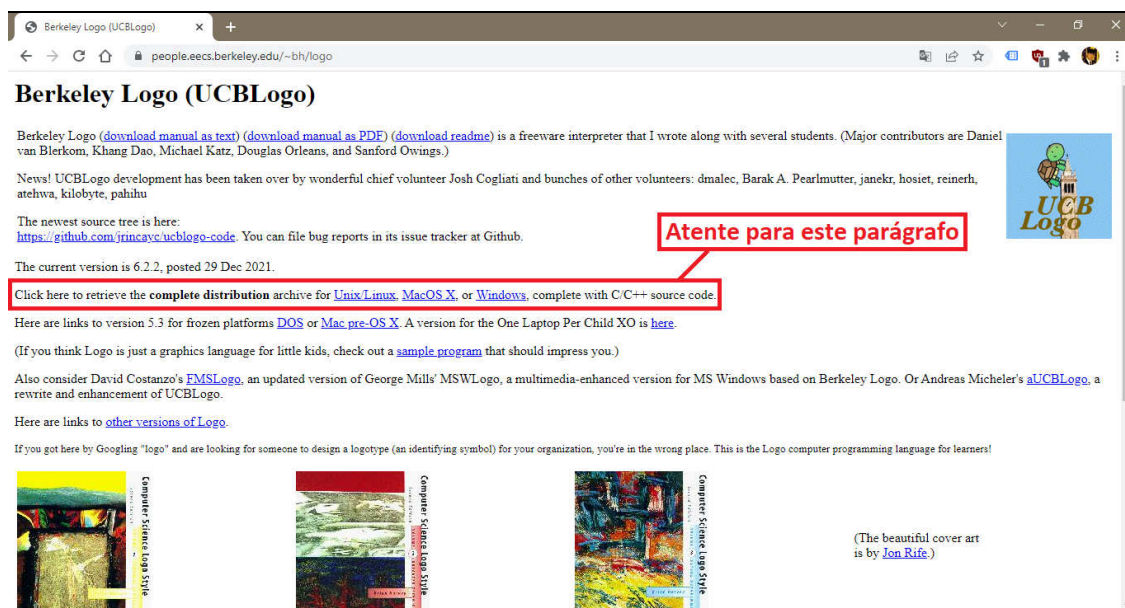 Berkeley Logo (UCBLogo)
people.eecs.berkeley.edu/~bh/logo
1
Berkeley Logo (UCBLogo)
Berkeley Logo (download manual as text) (download manual as PDF) (download readme) is a freeware interpreter that I wrote along with several students. (Major contributors are Daniel
van Blerkom, Khang Dao, Michael Katz, Douglas Orleans, and Sanford Owings.)
UCB
Logo
News! UCBLogo development has been taken over by wonderful chief volunteer Josh Cogliati and bunches of other volunteers: dmalec, Barak A. Pearlmutter, janekr, hosiet, reinerh,
atehwa, kilobyte, pahihu
The newest source tree is here:
https://github.com/jrincayc/ucblogo-code. You can file bug reports in its issue tracker at Github.
Atente para este parágrafo
The current version is 6.2.2, posted 29 Dec 2021.
Click here to retrieve the complete distribution archive for Unix/Linux, MacOS X, or Windows, complete with C/C++ source code.
Here are links to version 5.3 for frozen platforms DOS or Mac pre-OS X. A version for the One Laptop Per Child XO is here.
(If you think Logo is just a graphics language for little kids, check out a sample program that should impress you.)
Also consider David Costanzo's FMSLogo, an updated version of George Mills' MSWLogo, a multimedia-enhanced version for MS Windows based on Berkeley Logo. Or Andreas Micheler's aUCBLogo, a
rewrite and enhancement of UCBLogo.
Here are links to other versions of Logo.
If you got here by Googling "logo" and are looking for someone to design a logotype (an identifying symbol) for your organization, you're in the wrong place. This is the Logo computer programming language for learners!
Computer Science Logo Style
Computer Science Logo Style
Computer Science Logo Style
(The beautiful cover art
is by Jon Rife.)